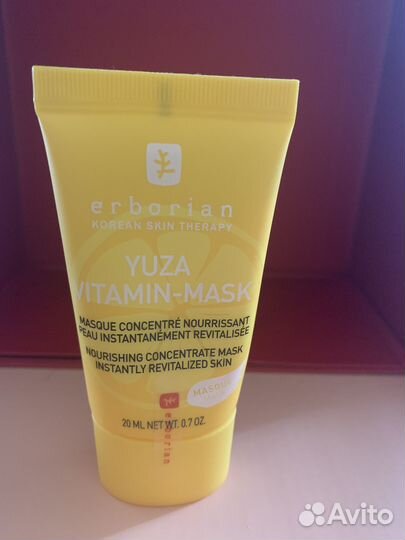 erborian
KOREAN SKIN THERAPY
YUZA
VITAMIN-MASK
MASQUE CONCENTRÉ NOURRISSANT
PEAU INSTANTANÉMENT REVITALISÉE
NOURISHING CONCENTRATE MASK
INSTANTLY REVITALIZED SKIN
MASQUE
20 ML NET WT. 0.7 OZ.
erborian
Avito